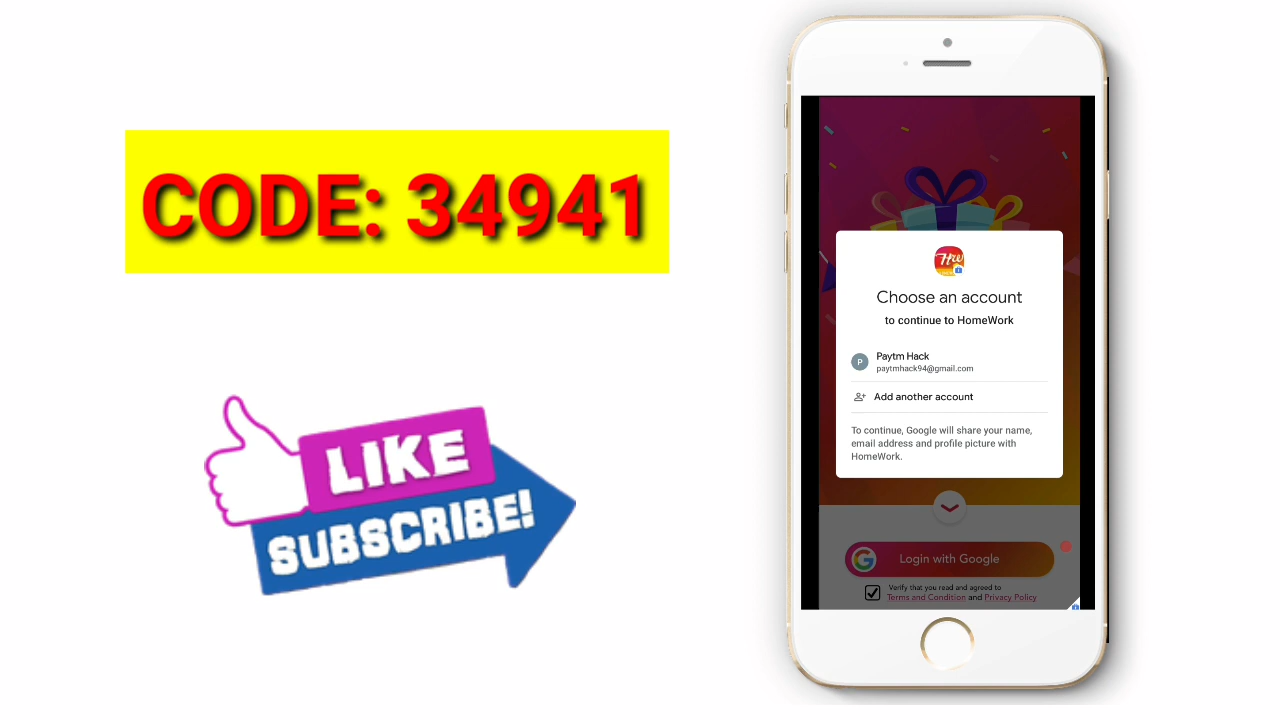 CODE: 34941
LIKE
SUBSCRIBE!
Hw
Choose an account
to continue to HomeWork
P
Paytm Hack
paytmhack94@gmail.com
Add another account
To continue, Google will share your name,
email address and profile picture with
HomeWork.
G
Login with Google
Verify that you read and agreed to
Terms and Condition and Privacy Policy